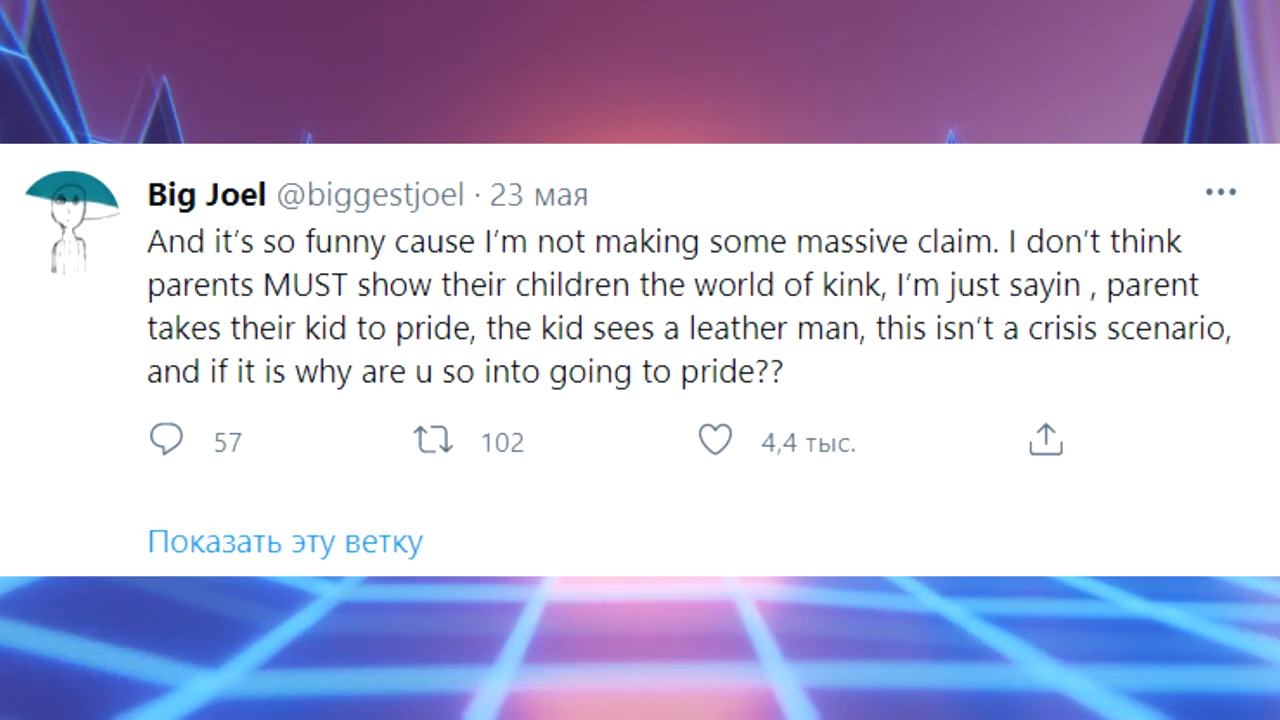 Big Joel @biggestjoel · 23 мая
And it's so funny cause I'm not making some massive claim. I don't think
parents MUST show their children the world of kink, I'm just sayin , parent
takes their kid to pride, the kid sees a leather man, this isn't a crisis scenario,
and if it is why are u so into going to pride??
57 102 4,4 тыс.
Показать эту ветку